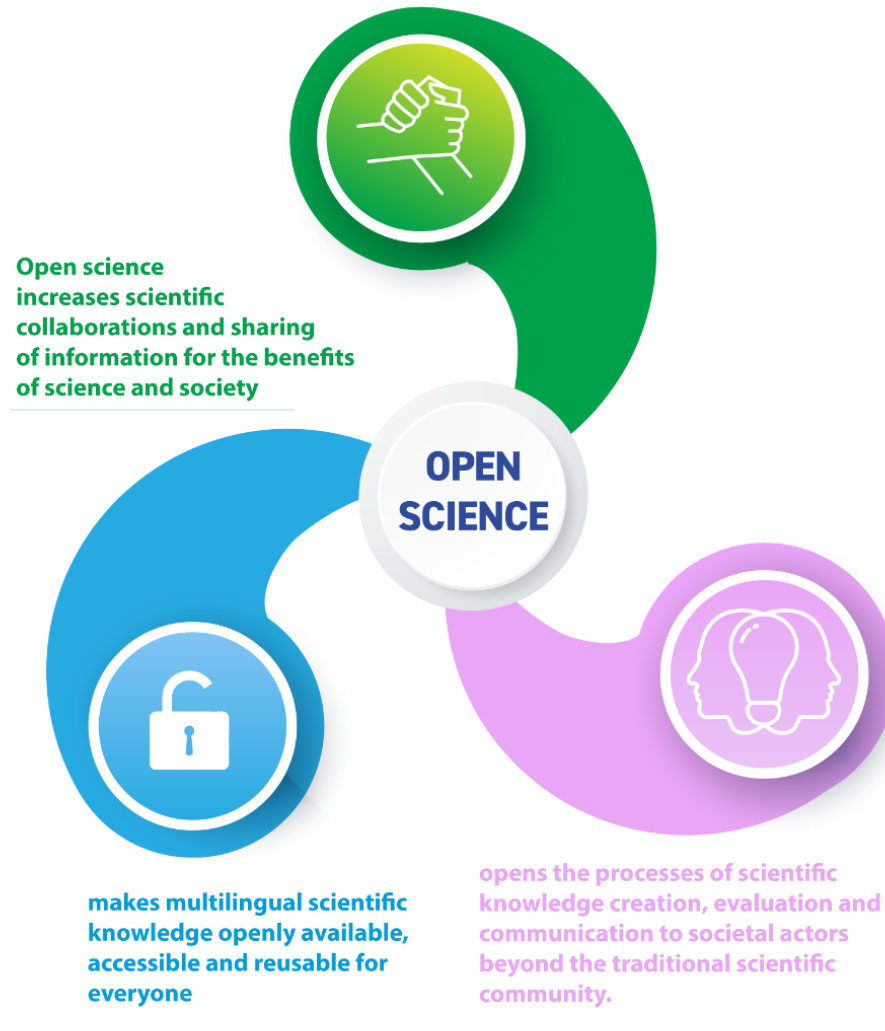 Open science
increases scientific
collaborations and sharing
of information for the benefits
of science and society
OPEN
SCIENCE
makes multilingual scientific
knowledge openly available,
accessible and reusable for
everyone
opens the processes of scientific
knowledge creation, evaluation and
communication to societal actors
beyond the traditional scientific
community.